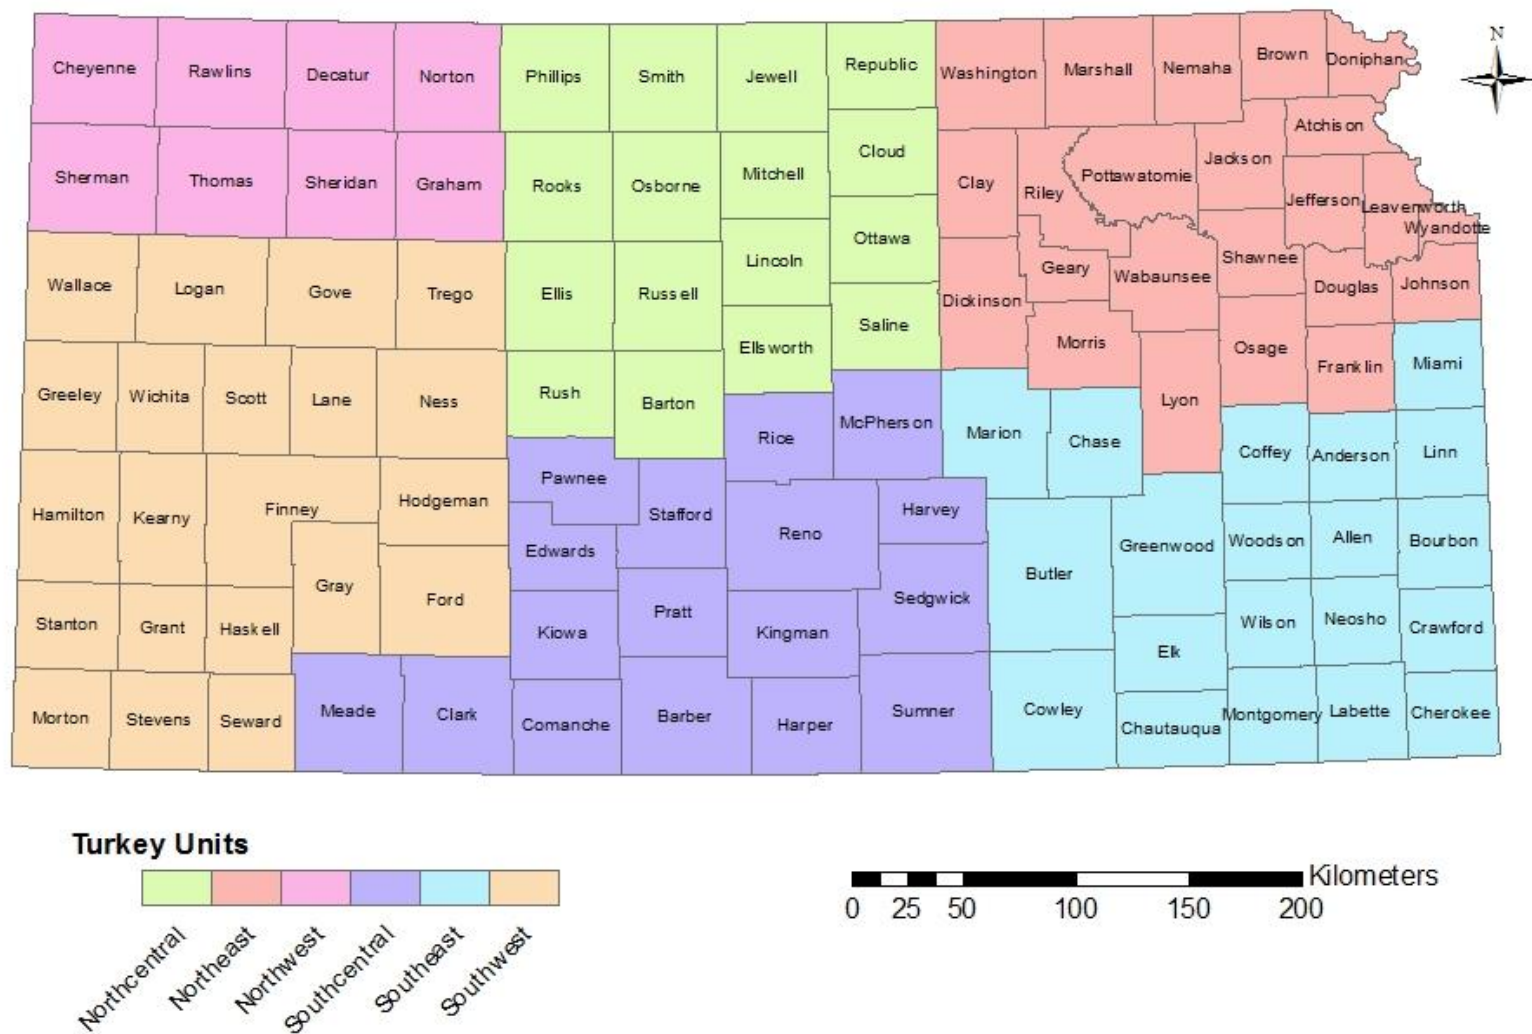 N
Cheyenne
Rawlins
Decatur
Norton
Phillips
Smith
Jewell
Republic
Washington
Marshall
Nemaha
Brown
Doniphan
Sherman
Thomas
Sheridan
Graham
Rooks
Osborne
Mitchell
Cloud
Clay
Riley
Pottawatomie
Jackson
Atchison
Jefferson
Leavenworth
Wyandotte
Wallace
Logan
Gove
Trego
Ellis
Russell
Lincoln
Ottawa
Saline
Dickinson
Geary
Wabaunsee
Shawnee
Douglas
Johnson
Greeley
Wichita
Scott
Lane
Ness
Rush
Barton
Ellsworth
Rice
McPherson
Marion
Chase
Morris
Lyon
Osage
Franklin
Miami
Hamilton
Kearny
Finney
Hodgeman
Pawnee
Stafford
Edwards
Reno
Harvey
Butler
Greenwood
Coffey
Anderson
Linn
Woodson
Allen
Bourbon
Stanton
Grant
Haskell
Gray
Ford
Kiowa
Pratt
Kingman
Sedgwick
Elk
Wilson
Neosho
Crawford
Morton
Stevens
Seward
Meade
Clark
Comanche
Barber
Harper
Sumner
Cowley
Chautauqua
Montgomery
Labette
Cherokee
Turkey Units
Northcentral
Northeast
Northwest
Southcentral
Southeast
Southwest
Kilometers
0 25 50 100 150 200